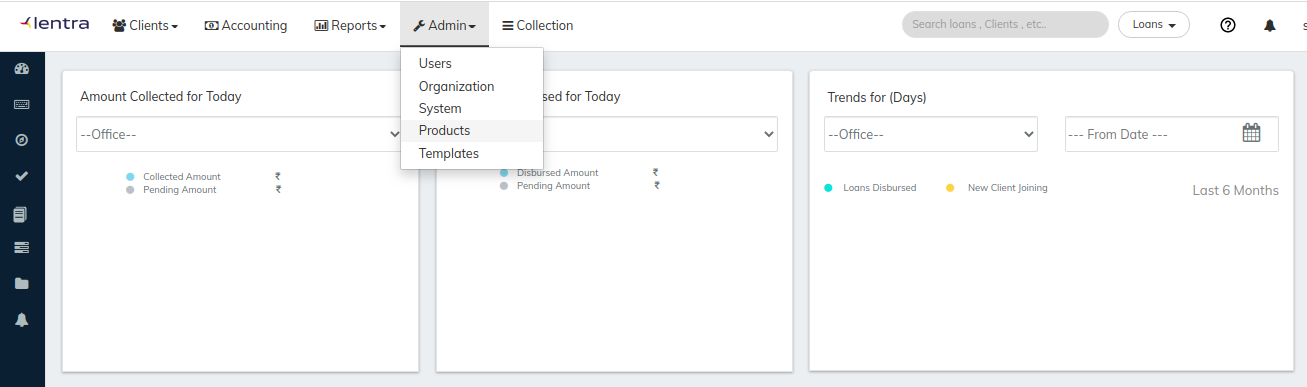 lentra Clients Accounting Reports Admin Collection Search loans , Clients , etc.. Loans
Users
Organization
System
Products
Templates
Amount Collected for Today
--Office--
Collected Amount ₹
Pending Amount ₹
sed for Today
Disbursed Amount ₹
Pending Amount ₹
Trends for (Days)
--Office-- --- From Date ---
Loans Disbursed New Client Joining Last 6 Months